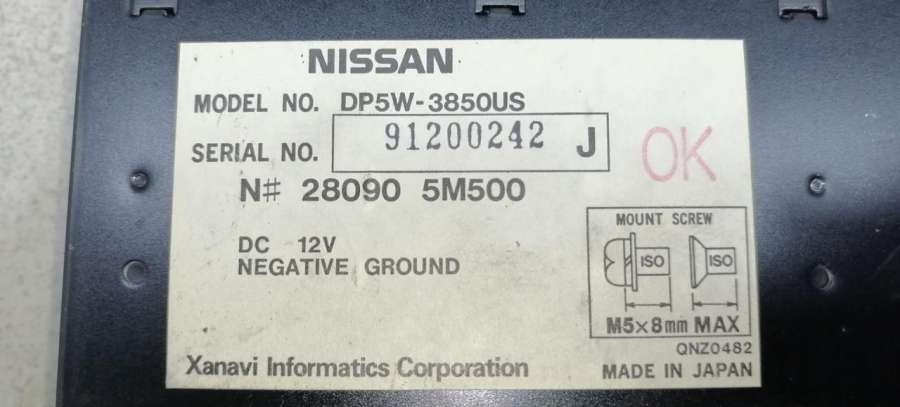 NISSAN
MODEL NO. DP5W-3850US
SERIAL NO. 91200242 J
OK
N# 28090 5M500
MOUNT SCREW
DC 12V
NEGATIVE GROUND
ISO ISO
M5×8mm MAX
QNZ0482
Xanavi Informatics Corporation
MADE IN JAPAN